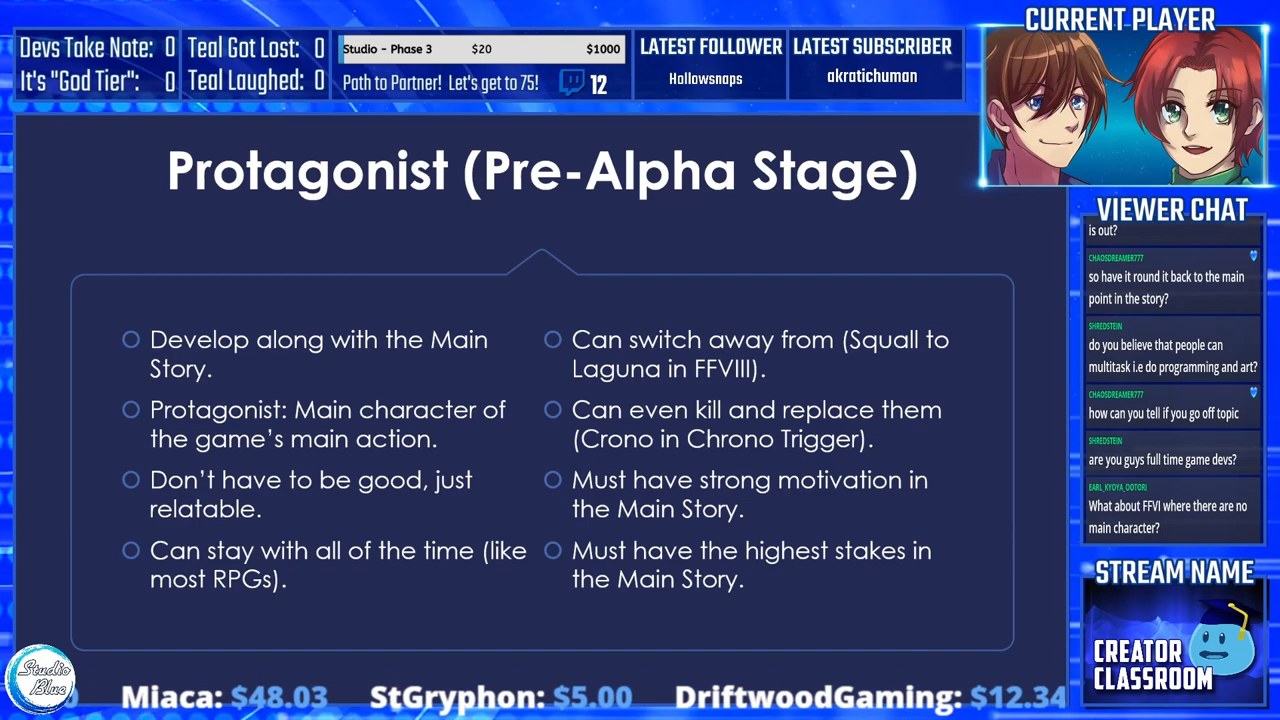 CURRENT PLAYER
Devs Take Note: 0
It's "God Tier": 0
Teal Got Lost: 0
Teal Laughed: 0
Studio - Phase 3 $20 $1000
Path to Partner! Let's get to 75! 12
LATEST FOLLOWER
Hallowsnaps
LATEST SUBSCRIBER
akratichuman
Protagonist (Pre-Alpha Stage)
Develop along with the Main
Story.
Protagonist: Main character of
the game's main action.
Don't have to be good, just
relatable.
Can stay with all of the time (like
most RPGs).
Can switch away from (Squall to
Laguna in FFVIII).
Can even kill and replace them
(Crono in Chrono Trigger).
Must have strong motivation in
the Main Story.
Must have the highest stakes in
the Main Story.
VIEWER CHAT
is out?
CHAOSDREAMER777
so have it round it back to the main
point in the story?
SHREDSTEIN
do you believe that people can
multitask i.e do programming and art?
CHAOSDREAMER777
how can you tell if you go off topic
SHREDSTEIN
are you guys full time game devs?
EARL_KYOYA_OOTORI
What about FFVI where there are no
main character?
STREAM NAME
CREATOR
CLASSROOM
Studio
Blue
0 Miaca: $48.03 StGryphon: $5.00 DriftwoodGaming: $12.34